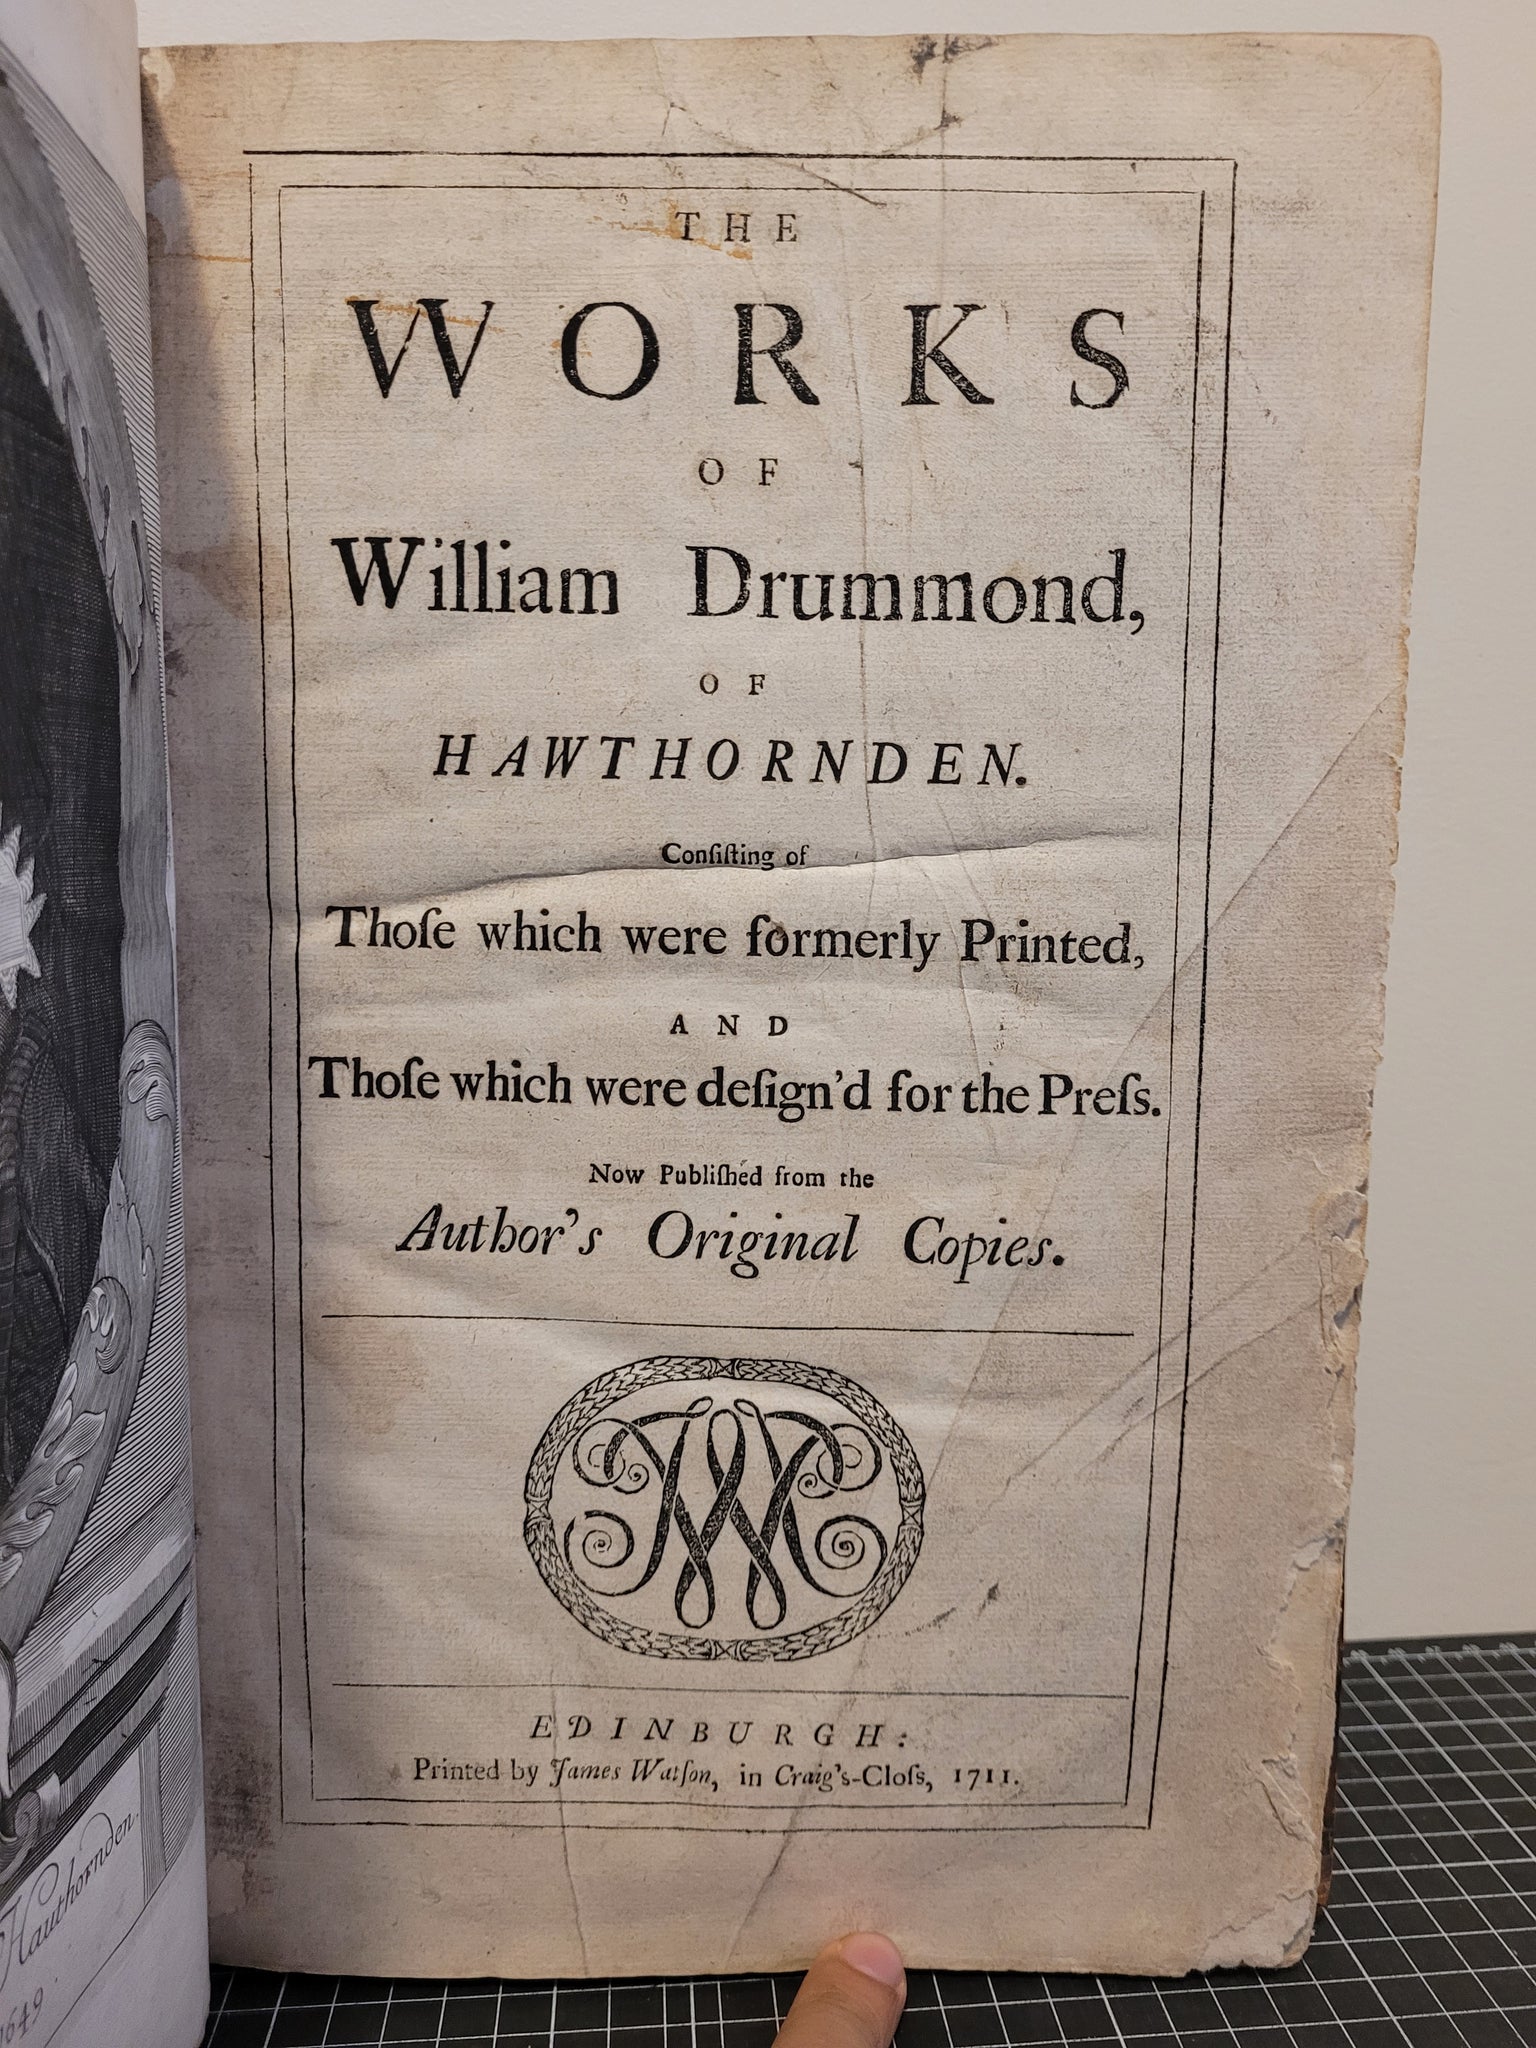 THE
WORKS
OF
William Drummond,
OF
HAWTHORNDEN.
Conſiſting of
Thoſe which were formerly Printed,
AND
Thoſe which were deſign'd for the Preſs.
Now Publiſhed from the
Author's Original Copies.
EDINBURGH:
Printed by James Watſon, in Craig's-Cloſs, 1711.
Hauthornden.
1649.